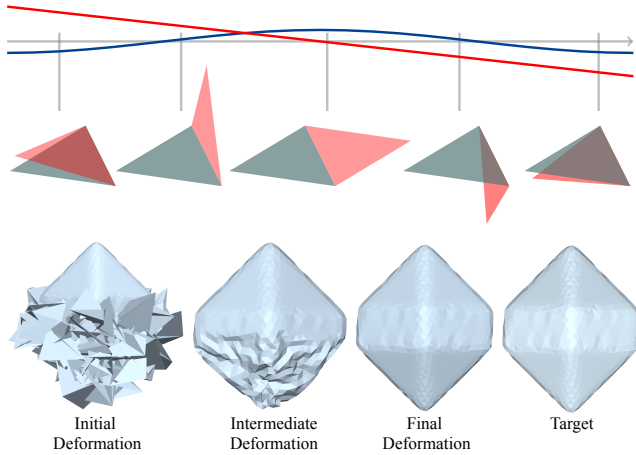 Initial
Deformation
Intermediate
Deformation
Final
Deformation
Target